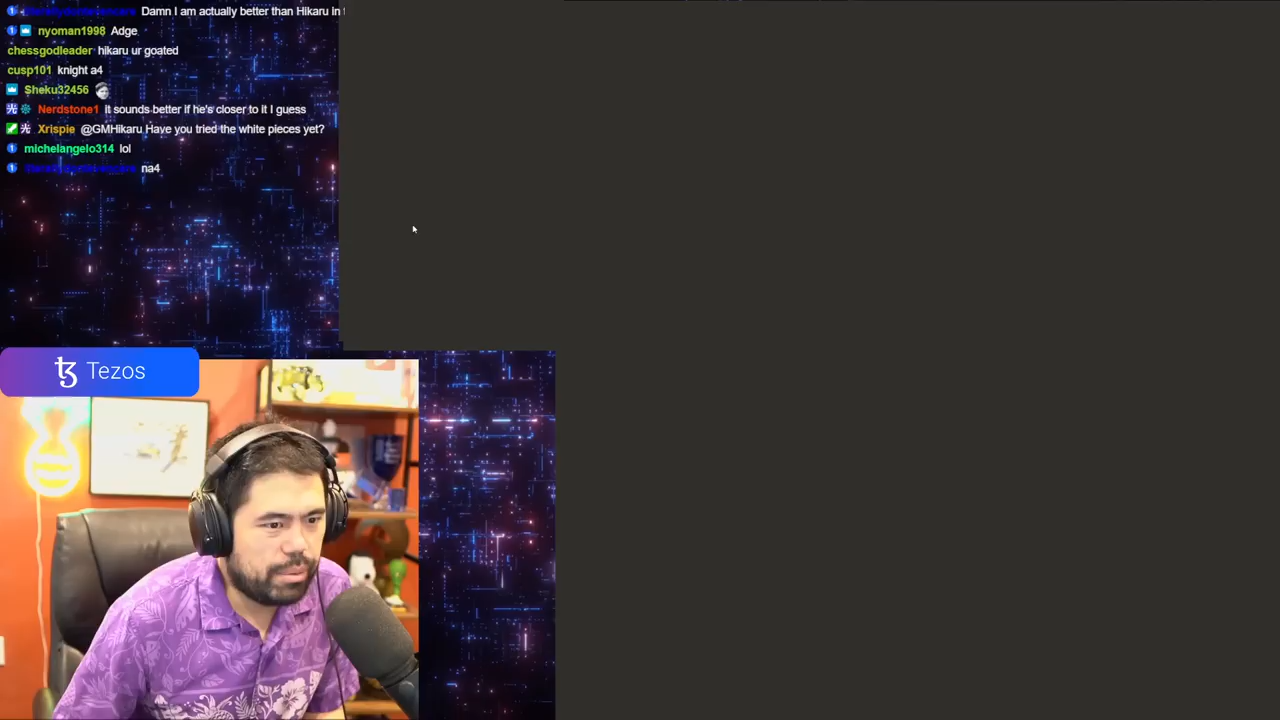 Damn I am actually better than Hikaru in
nyoman1998 Adge
chessgodleader hikaru ur goated
cusp101 knight a4
Sheku32456
Nerdstone1 it sounds better if he's closer to it I guess
Xrispie @GMHikaru Have you tried the white pieces yet?
michelangelo314 lol
na4
Tezos